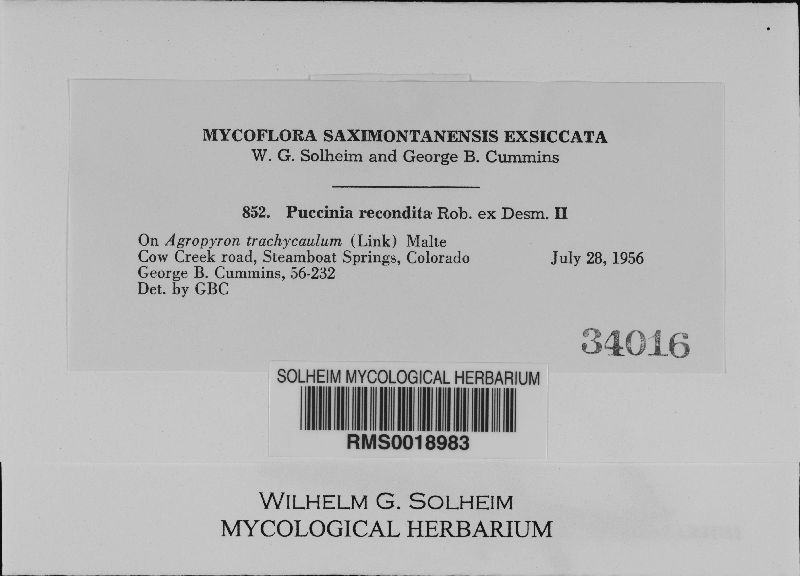 MYCOFLORA SAXIMONTANENSIS EXSICCATA
W. G. Solheim and George B. Cummins
852. Puccinia recondita Rob. ex Desm. II
On Agropyron trachycaulum (Link) Malte
Cow Creek road, Steamboat Springs, Colorado July 28, 1956
George B. Cummins, 56-232
Det. by GBC
34016
SOLHEIM MYCOLOGICAL HERBARIUM
RMS0018983
WILHELM G. SOLHEIM
MYCOLOGICAL HERBARIUM